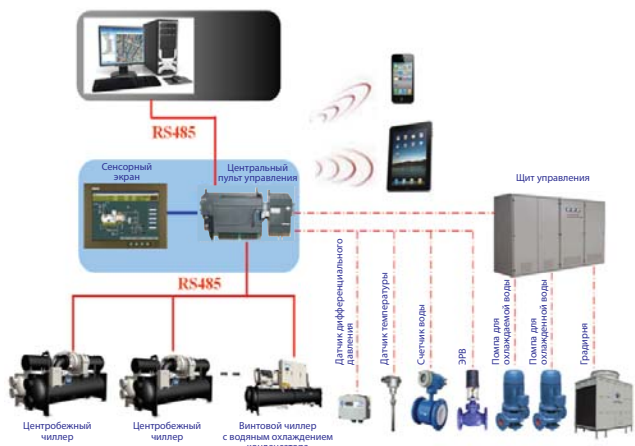 RS485
Сенсорный
экран
Центральный
пульт управления
Щит управления
RS485
Датчик дифференциального
давления
Датчик температуры
Счетчик воды
ЭРВ
Помпа для
охлаждаемой воды
Помпа для
охлажденной воды
Градирня
Центробежный
чиллер
Центробежный
чиллер
Винтовой чиллер
с водяным охлаждением